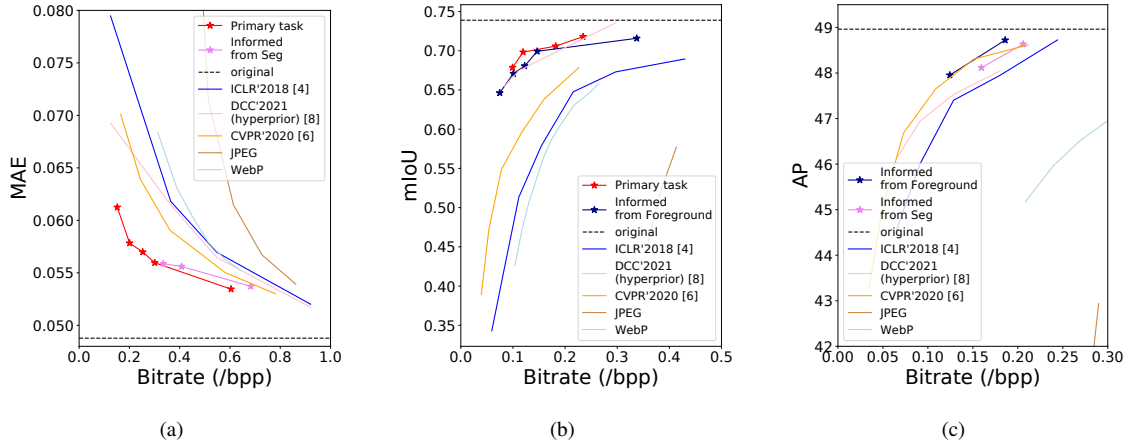 0.080
0.075
0.070
0.065
0.060
0.055
0.050
MAE
0.0 0.2 0.4 0.6 0.8 1.0
Bitrate (/bpp)
Primary task
Informed
from Seg
original
ICLR'2018 [4]
DCC'2021
(hyperprior) [8]
CVPR'2020 [6]
JPEG
WebP
(a)
0.75
0.70
0.65
0.60
0.55
0.50
0.45
0.40
0.35
mIoU
0.0 0.1 0.2 0.3 0.4 0.5
Bitrate (/bpp)
Primary task
Informed
from Foreground
original
ICLR'2018 [4]
DCC'2021
(hyperprior) [8]
CVPR'2020 [6]
JPEG
WebP
(b)
49
48
47
46
45
44
43
42
AP
0.00 0.05 0.10 0.15 0.20 0.25 0.30
Bitrate (/bpp)
Informed
from Foreground
Informed
from Seg
original
ICLR'2018 [4]
DCC'2021
(hyperprior) [8]
CVPR'2020 [6]
JPEG
WebP
(c)